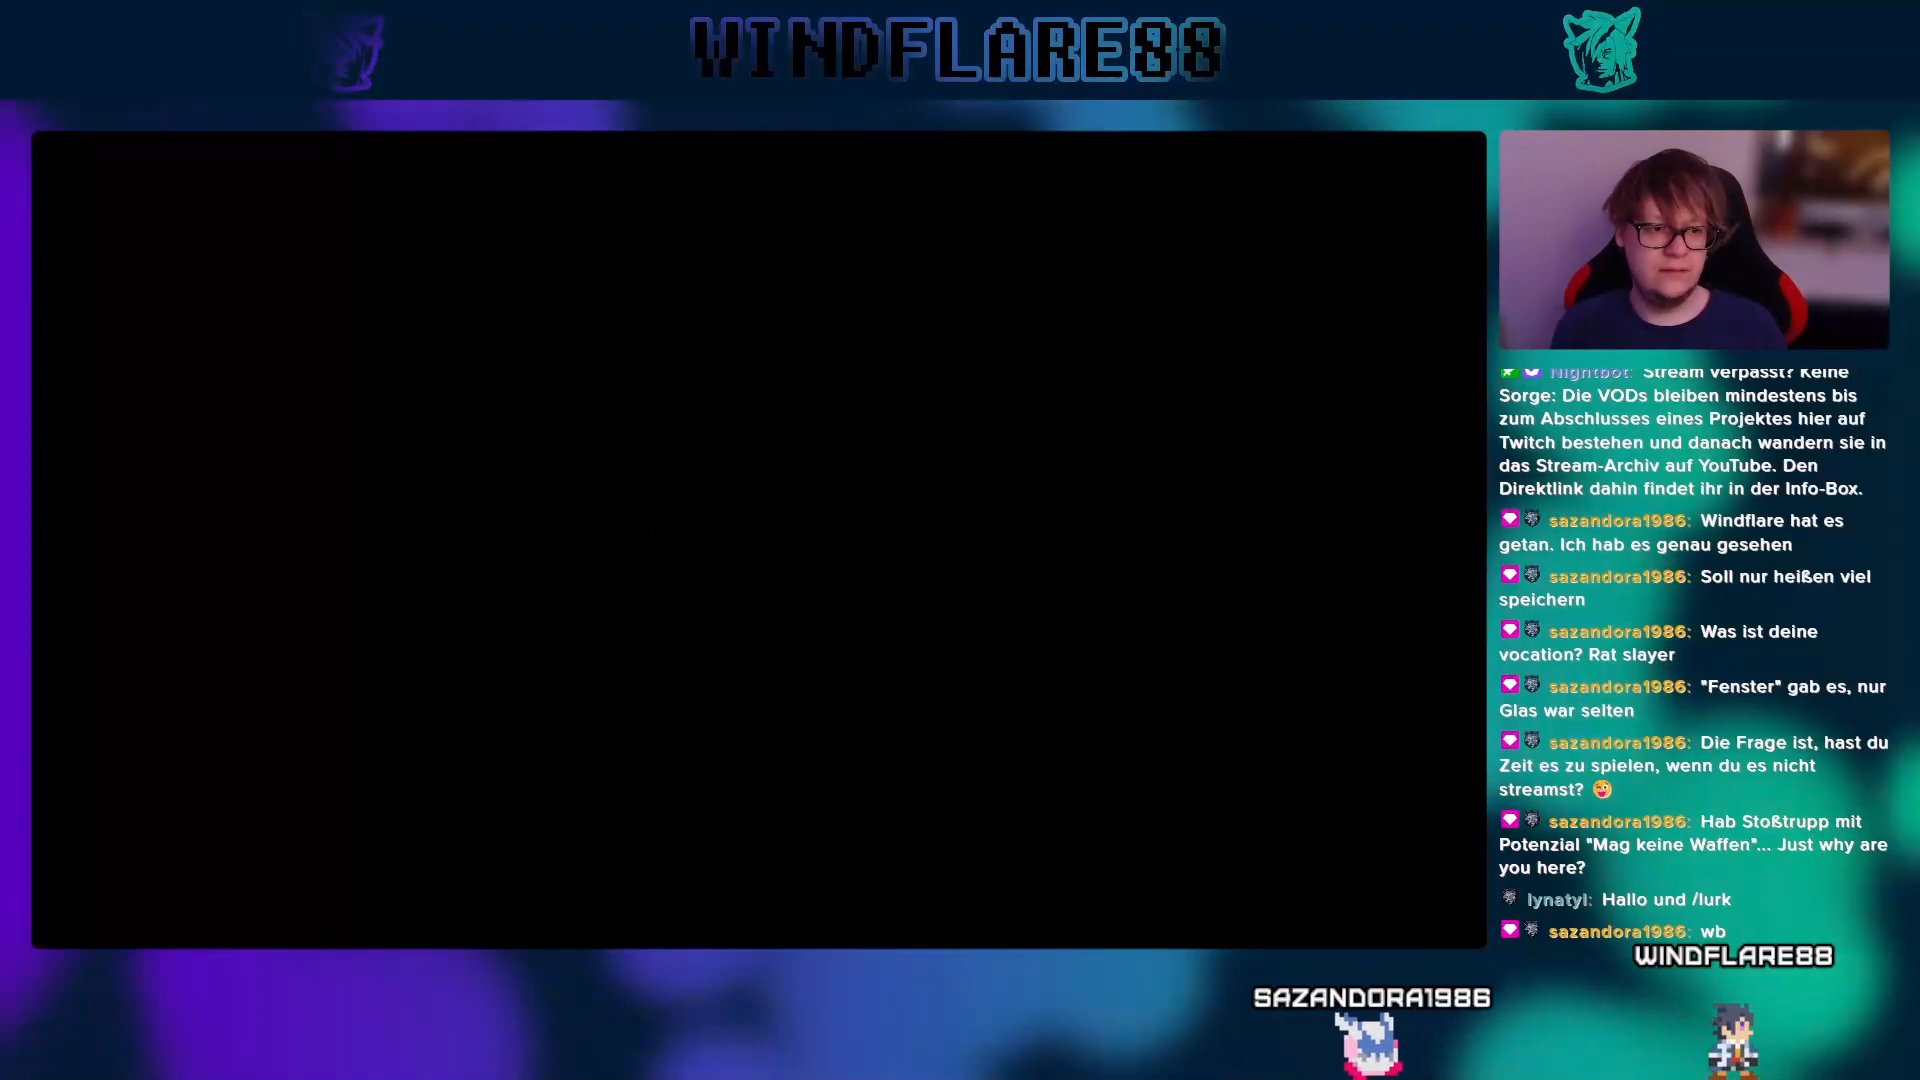 WINDFLARE88
Nightbot: Stream verpasst? Keine
Sorge: Die VODs bleiben mindestens bis
zum Abschlusses eines Projektes hier auf
Twitch bestehen und danach wandern sie in
das Stream-Archiv auf YouTube. Den
Direktlink dahin findet ihr in der Info-Box.
sazandora1986: Windflare hat es
getan. Ich hab es genau gesehen
sazandora1986: Soll nur heißen viel
speichern
sazandora1986: Was ist deine
vocation? Rat slayer
sazandora1986: "Fenster" gab es, nur
Glas war selten
sazandora1986: Die Frage ist, hast du
Zeit es zu spielen, wenn du es nicht
streamst?
sazandora1986: Hab Stoßtrupp mit
Potenzial "Mag keine Waffen"... Just why are
you here?
lynatyl: Hallo und /lurk
sazandora1986: wb
WINDFLARE88
SAZANDORA1986